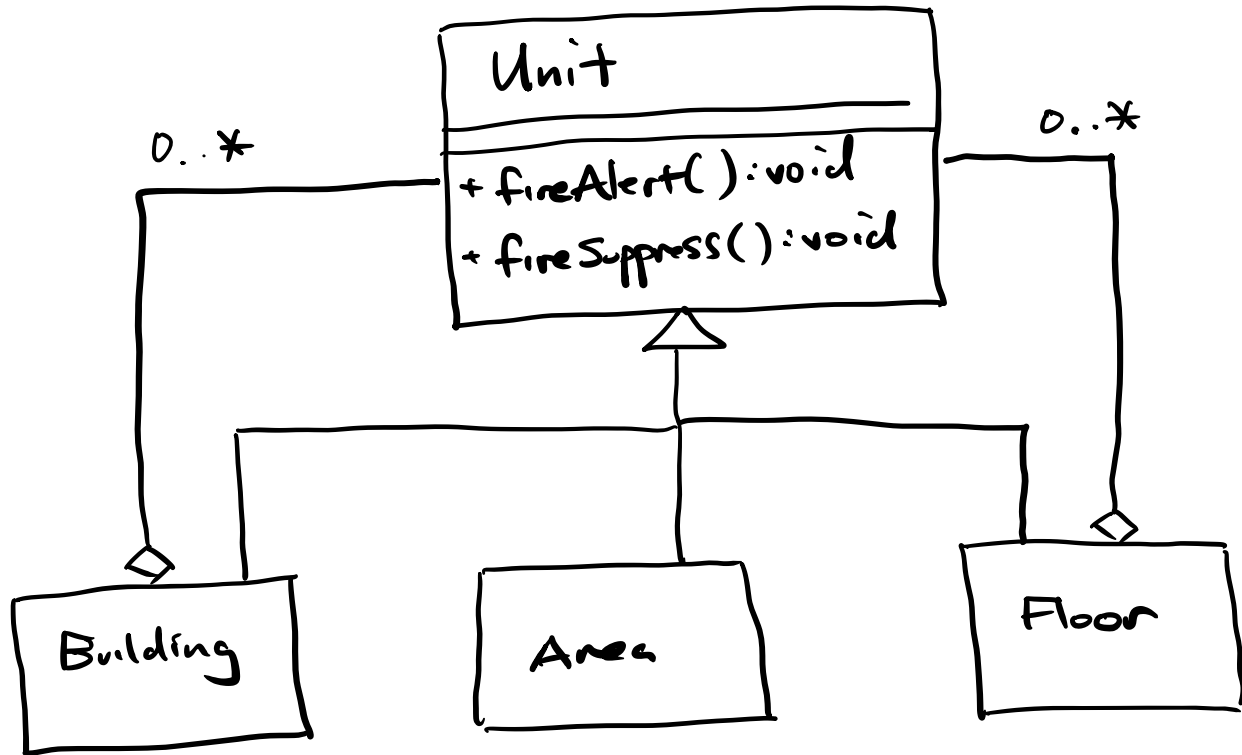 Unit
0..*
0..*
+ fireAlert() : void
+ fireSuppress() : void
Building
Area
Floor